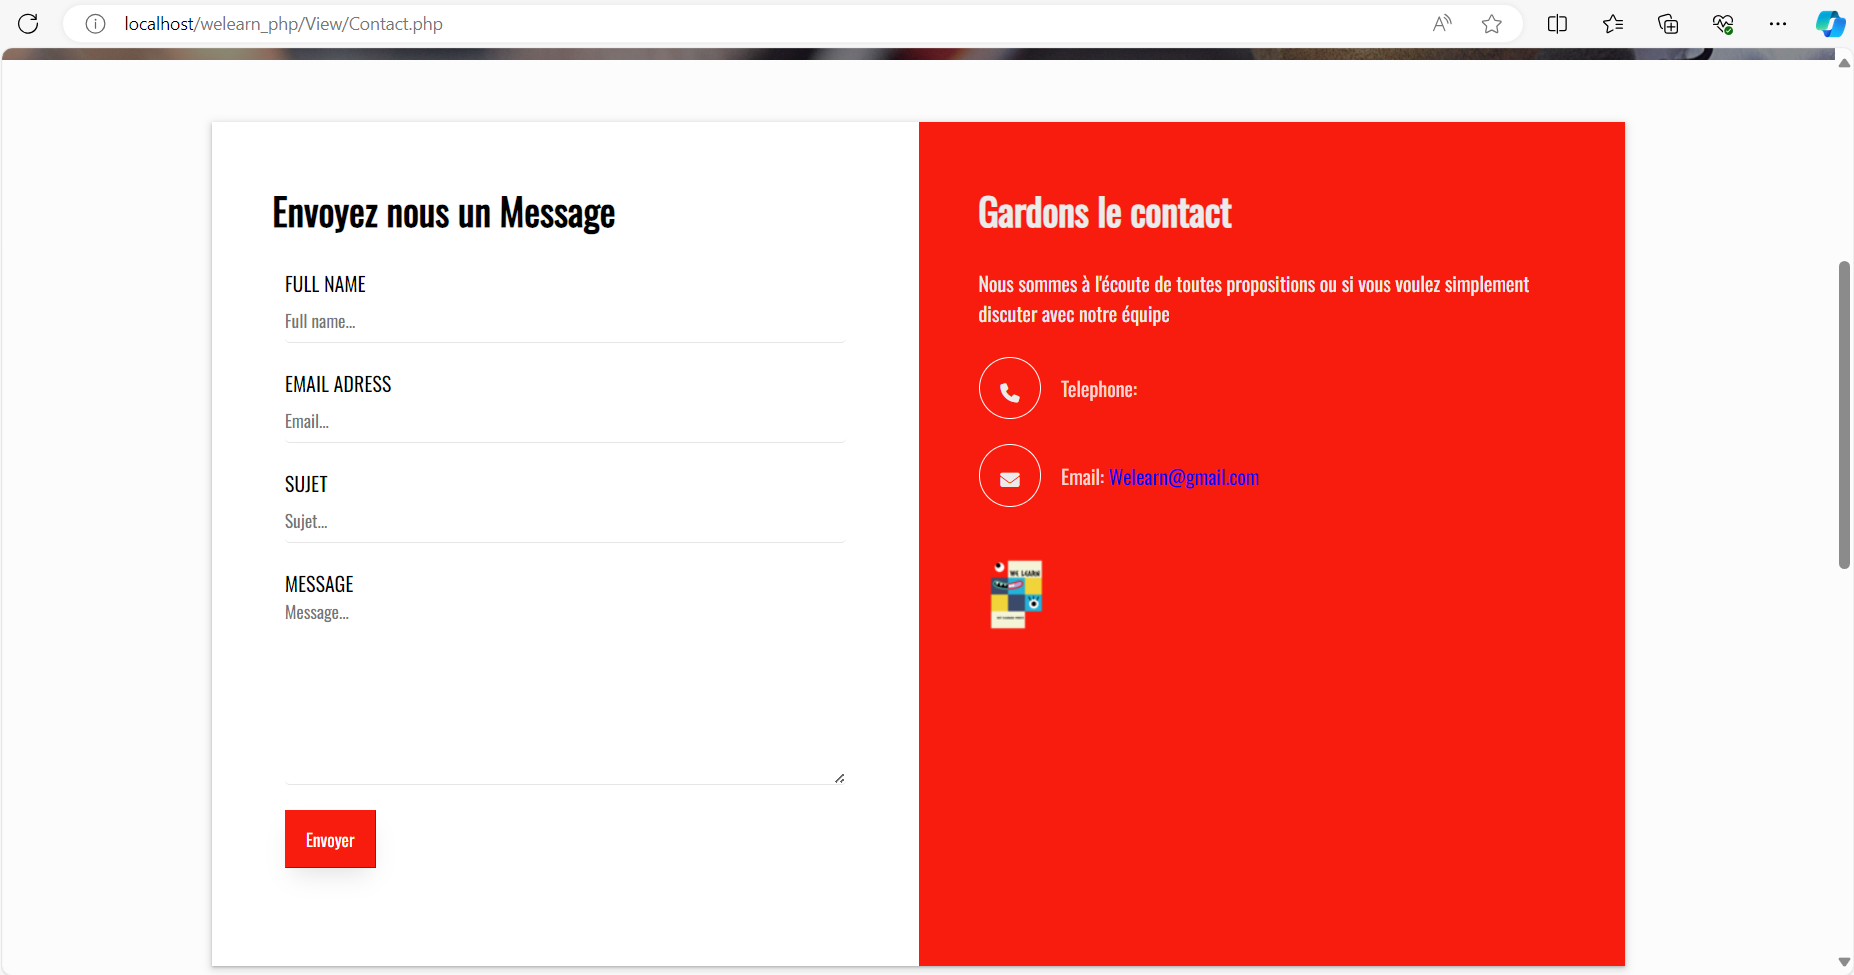 localhost/welearn_php/View/Contact.php
Envoyez nous un Message
FULL NAME
Full name...
EMAIL ADRESS
Email...
SUJET
Sujet...
MESSAGE
Message...
Envoyer
Gardons le contact
Nous sommes à l'écoute de toutes propositions ou si vous voulez simplement
discuter avec notre équipe
Telephone:
Email: Welearn@gmail.com
WE LEARN